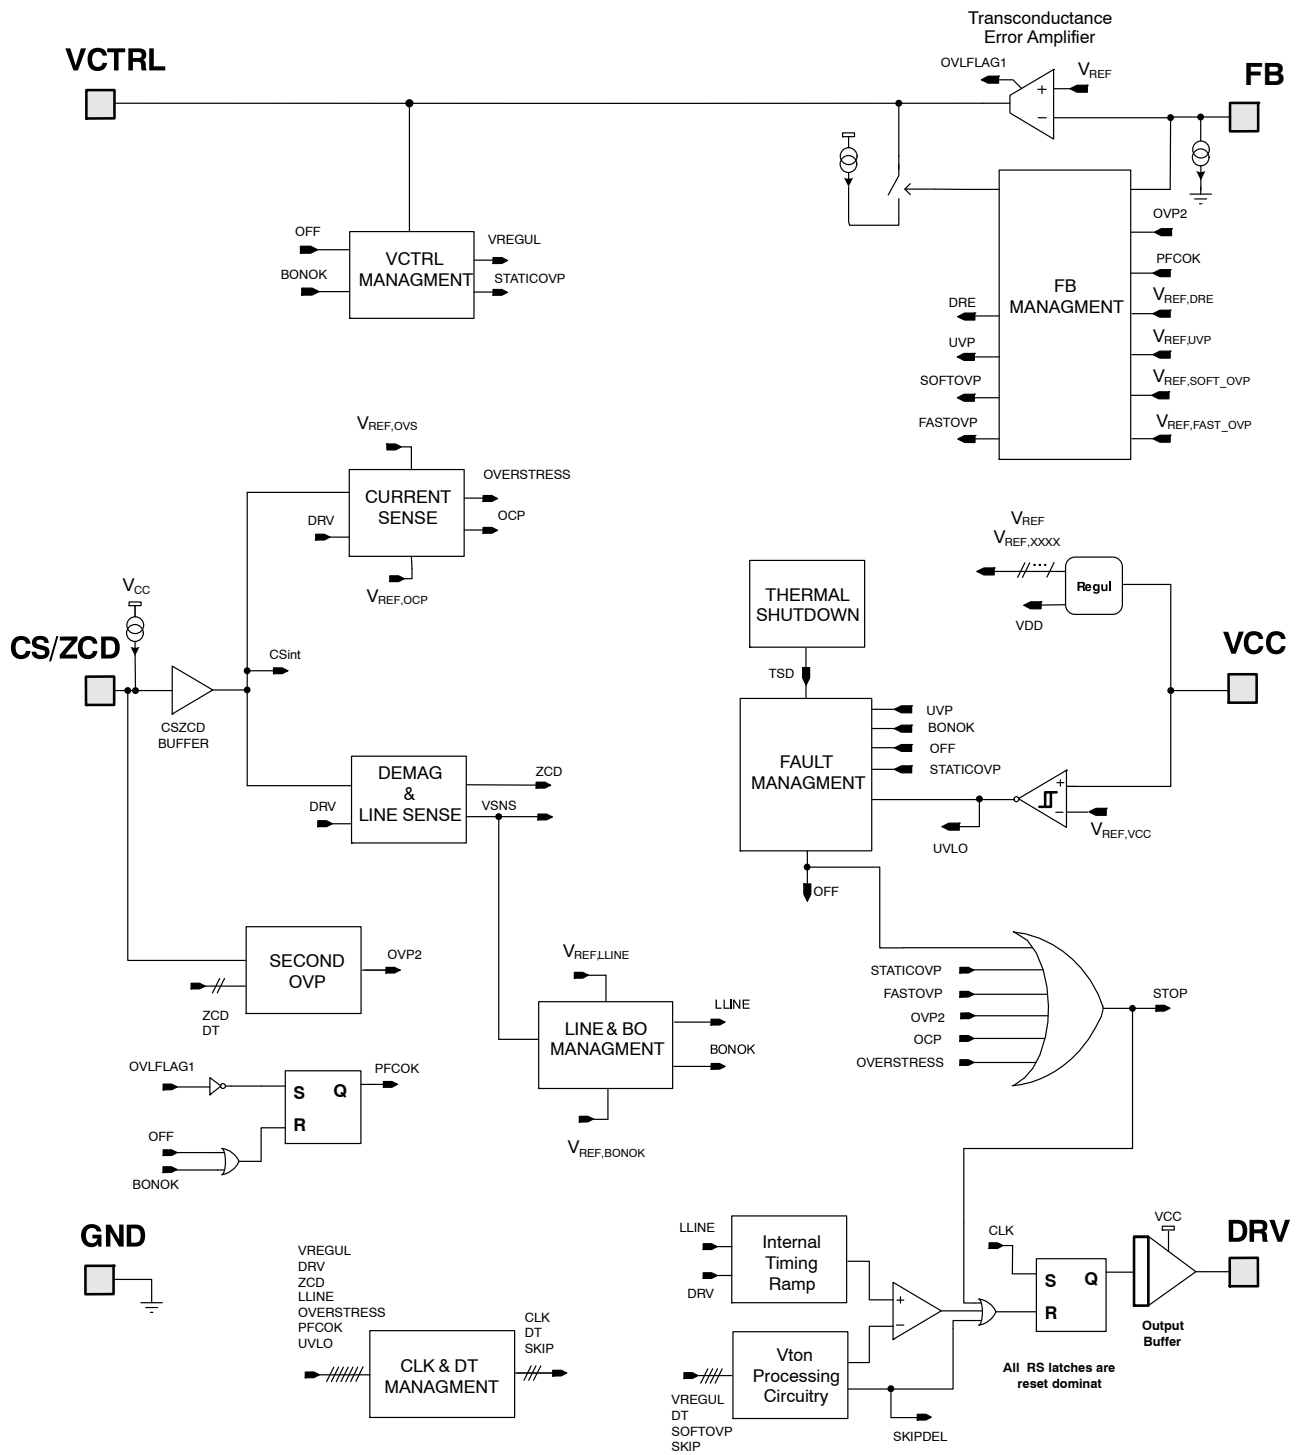 Transconductance
Error Amplifier
VCTRL
OVLFLAG1
VREF
FB
+
−
OFF
BONOK
VCTRL
MANAGMENT
VREGUL
STATICOVP
FB
MANAGMENT
OVP2
PFCOK
VREF,DRE
VREF,UVP
VREF,SOFT_OVP
VREF,FAST_OVP
DRE
UVP
SOFTOVP
FASTOVP
VREF,OVS
CURRENT
SENSE
DRV
OVERSTRESS
OCP
VREF,OCP
VCC
CS/ZCD
CSint
CSZCD
BUFFER
DEMAG
&
LINE SENSE
DRV
ZCD
VSNS
THERMAL
SHUTDOWN
TSD
VREF
VREF,XXXX
...
Regul
VDD
VCC
FAULT
MANAGMENT
UVP
BONOK
OFF
STATICOVP
+
−
VREF,VCC
UVLO
OFF
SECOND
OVP
OVP2
ZCD
DT
VREF,LLINE
LINE & BO
MANAGMENT
LLINE
BONOK
VREF,BONOK
STATICOVP
FASTOVP
OVP2
OCP
OVERSTRESS
STOP
OVLFLAG1
S Q
R
PFCOK
OFF
BONOK
GND
VREGUL
DRV
ZCD
LLINE
OVERSTRESS
PFCOK
UVLO
CLK & DT
MANAGMENT
CLK
DT
SKIP
LLINE
DRV
Internal
Timing
Ramp
+
−
Vton
Processing
Circuitry
VREGUL
DT
SOFTOVP
SKIP
SKIPDEL
CLK
S Q
R
VCC
DRV
Output
Buffer
All RS latches are
reset dominat